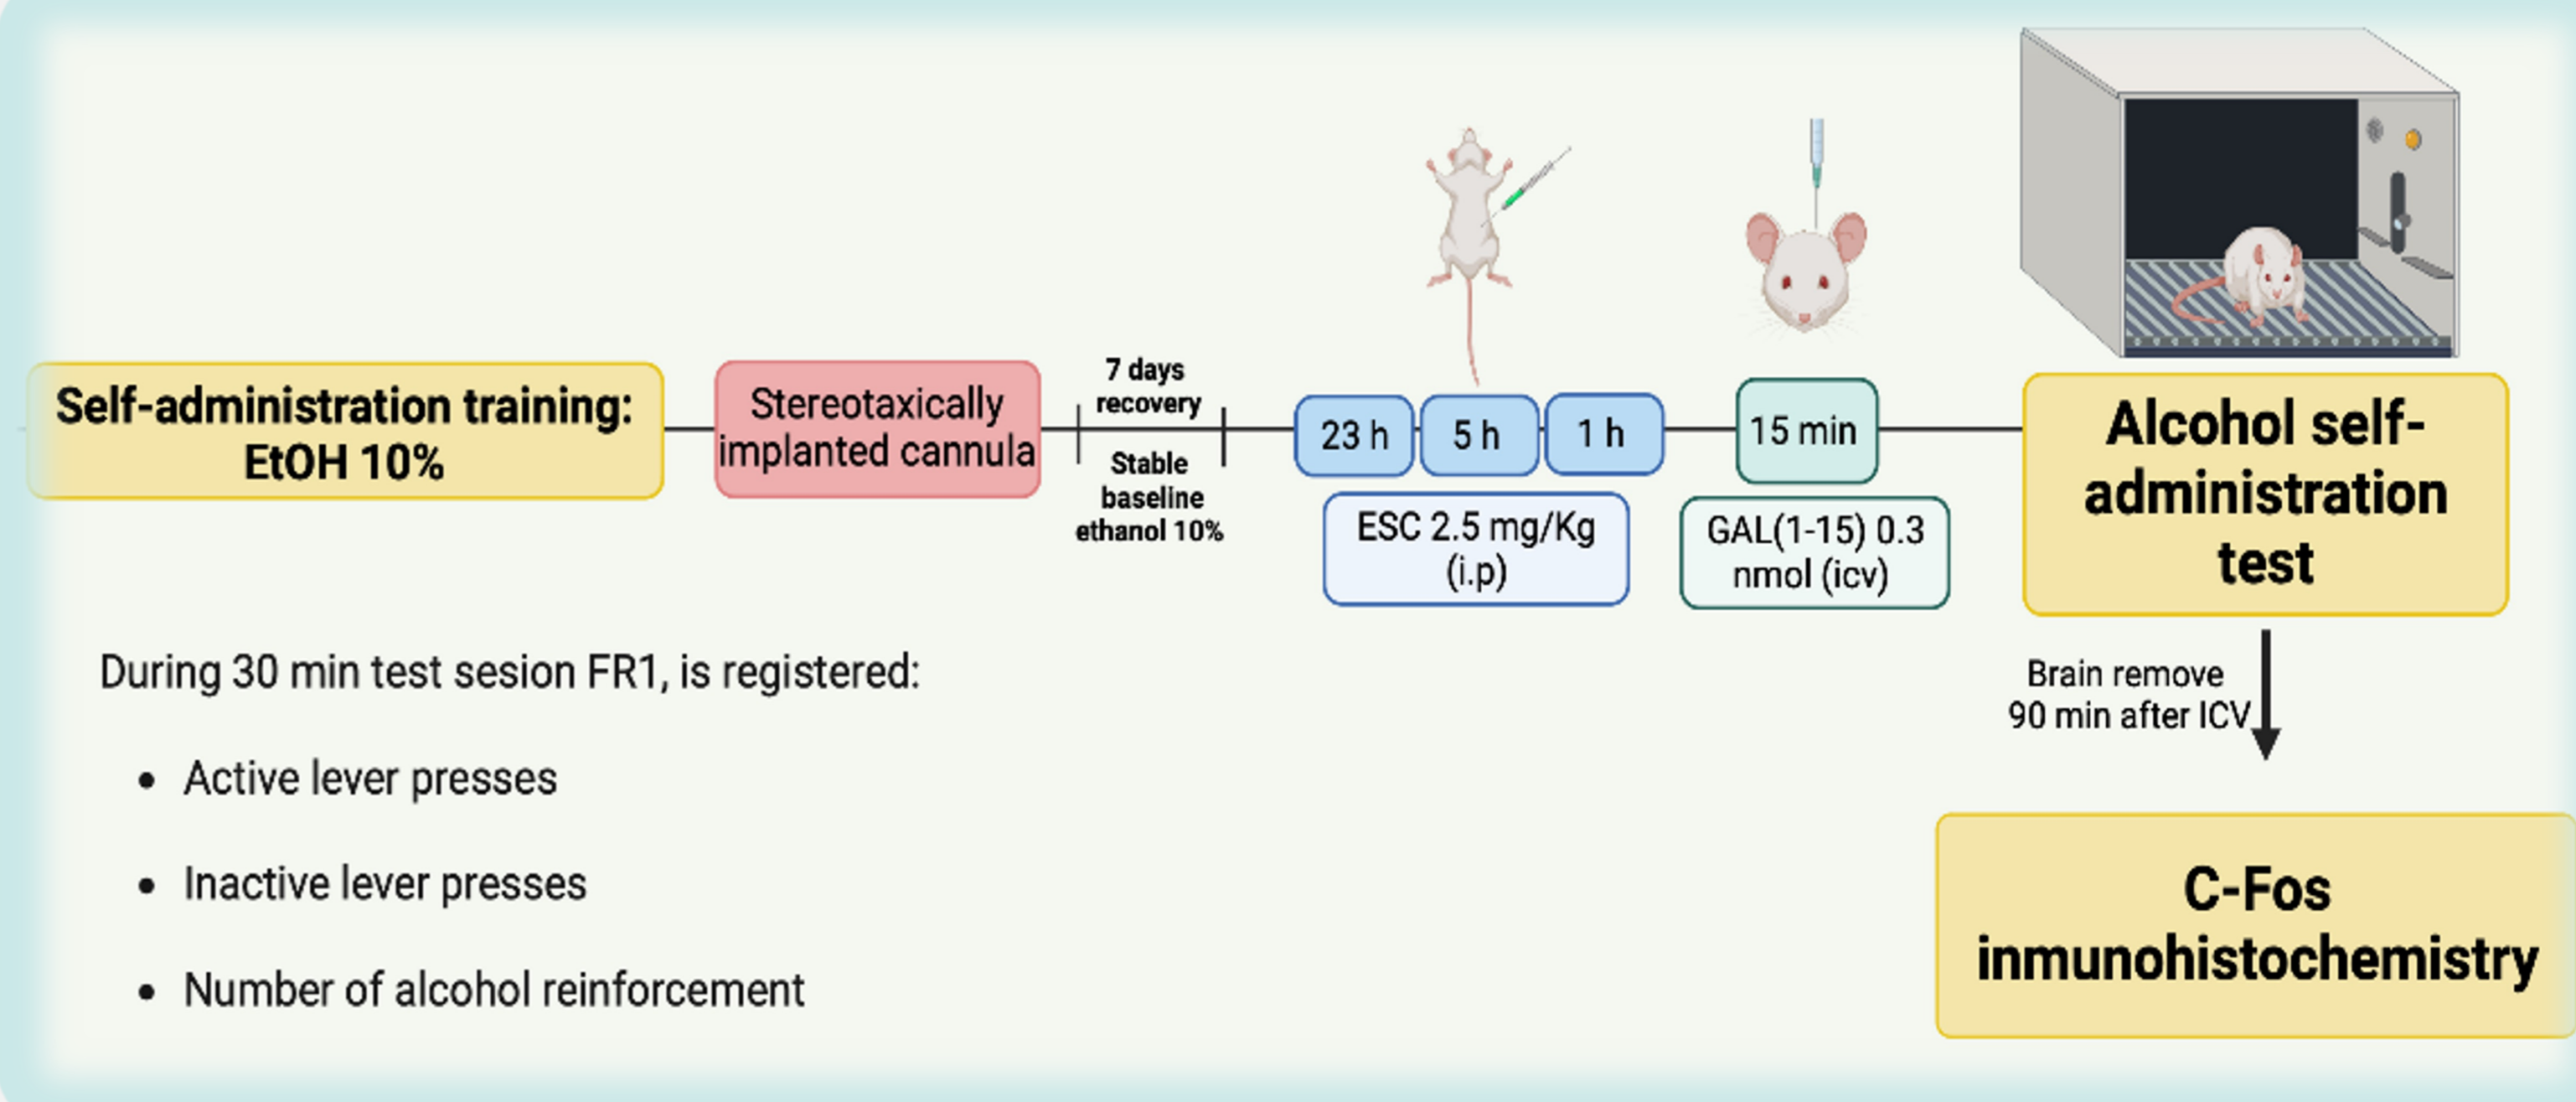 Self-administration training:
EtOH 10%
Stereotaxically
implanted cannula
7 days
recovery
Stable
baseline
ethanol 10%
23 h
5 h
1 h
ESC 2.5 mg/Kg
(i.p)
15 min
GAL(1-15) 0.3
nmol (icv)
Alcohol self-
administration
test
Brain remove
90 min after ICV
C-Fos
inmunohistochemistry
During 30 min test sesion FR1, is registered:
• Active lever presses
• Inactive lever presses
• Number of alcohol reinforcement